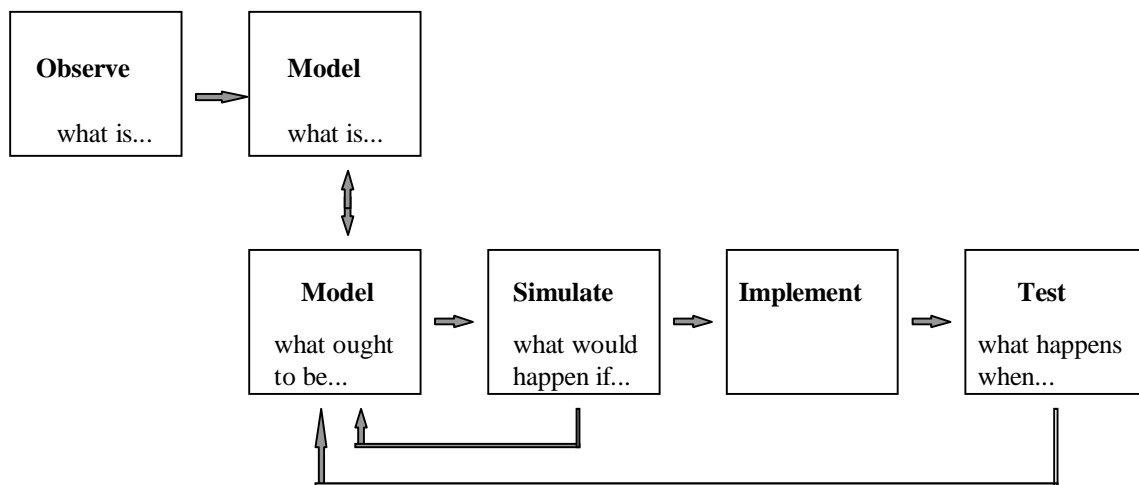 Observe
what is...
Model
what is...
Model
what ought
to be...
Simulate
what would
happen if...
Implement
Test
what happens
when...